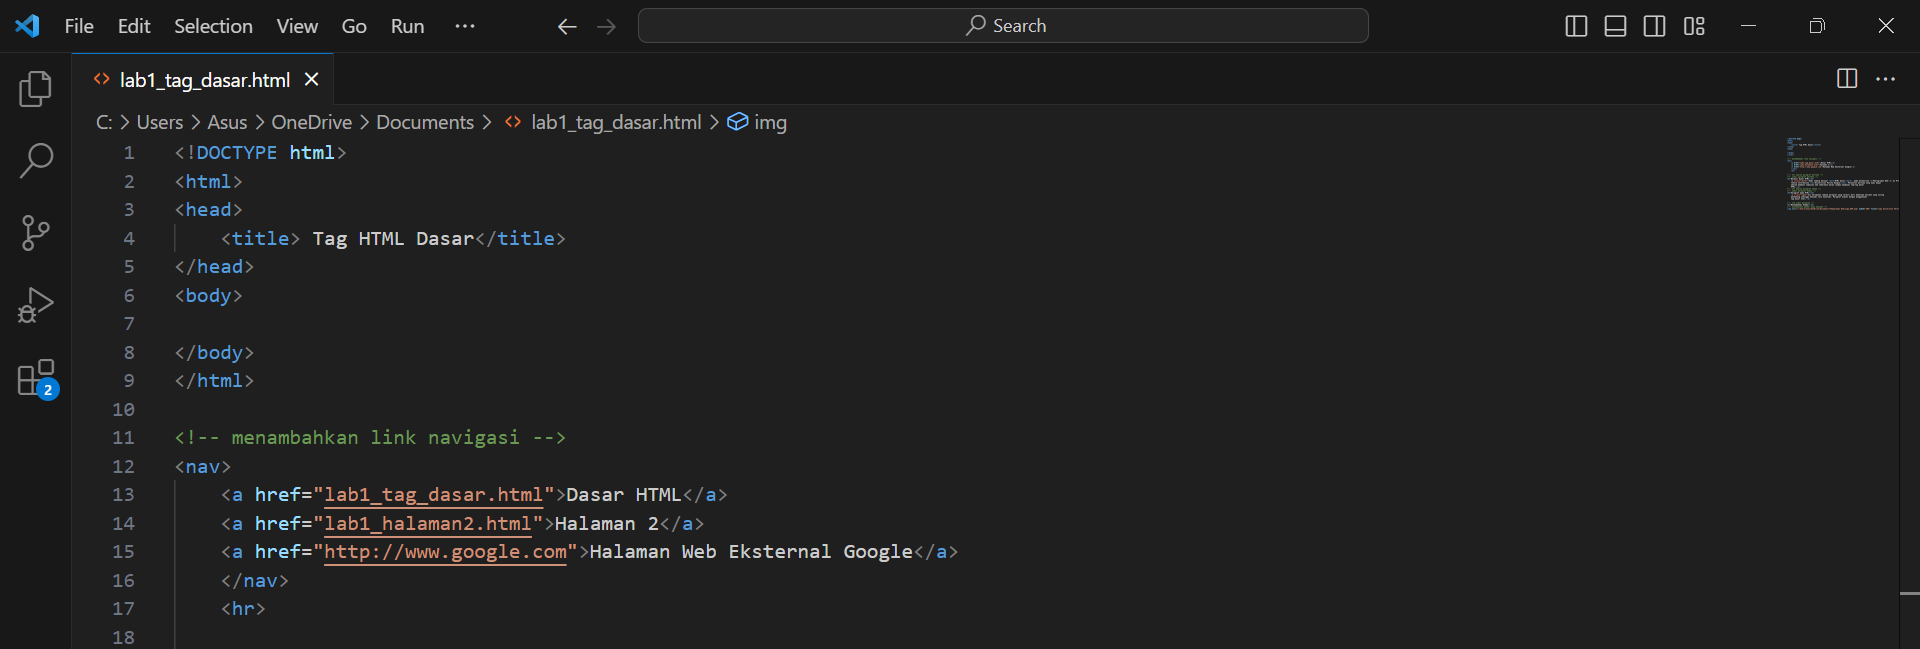 File Edit Selection View Go Run ··· Search
lab1_tag_dasar.html
C: > Users > Asus > OneDrive > Documents > lab1_tag_dasar.html > img
1 <!DOCTYPE html>
2 <html>
3 <head>
4 <title> Tag HTML Dasar</title>
5 </head>
6 <body>
7
8 </body>
9 </html>
10
11 <!-- menambahkan link navigasi -->
12 <nav>
13 <a href="lab1_tag_dasar.html">Dasar HTML</a>
14 <a href="lab1_halaman2.html">Halaman 2</a>
15 <a href="http://www.google.com">Halaman Web Eksternal Google</a>
16 </nav>
17 <hr>
18
2